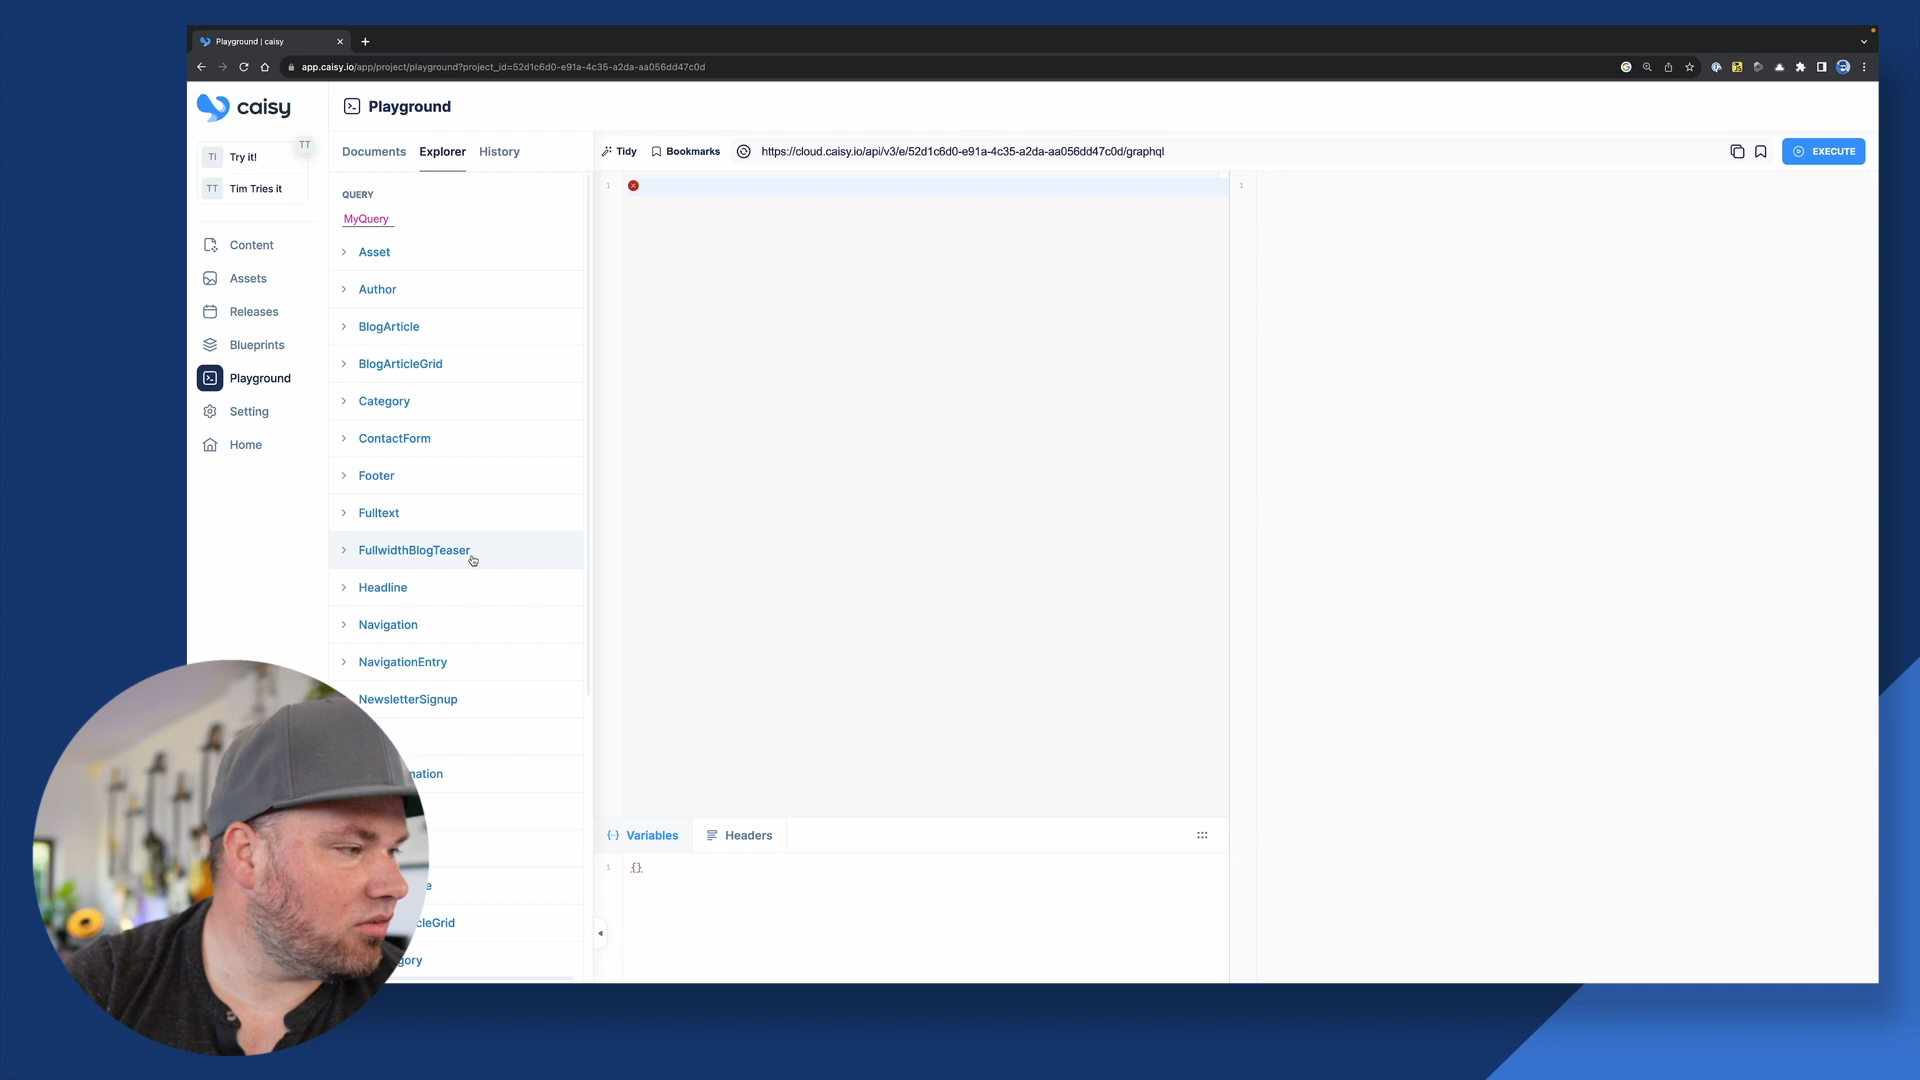 Playground | caisy
app.caisy.io/app/project/playground?project_id=52d1c6d0-e91a-4c35-a2da-aa056dd47c0d
caisy
Playground
TT
TI Try it!
TT Tim Tries it
Content
Assets
Releases
Blueprints
Playground
Setting
Home
Documents Explorer History
QUERY
MyQuery
Asset
Author
BlogArticle
BlogArticleGrid
Category
ContactForm
Footer
Fulltext
FullwidthBlogTeaser
Headline
Navigation
NavigationEntry
NewsletterSignup
mation
e
cleGrid
gory
Tidy Bookmarks https://cloud.caisy.io/api/v3/e/52d1c6d0-e91a-4c35-a2da-aa056dd47c0d/graphql EXECUTE
1
1
{-} Variables Headers
1 {}